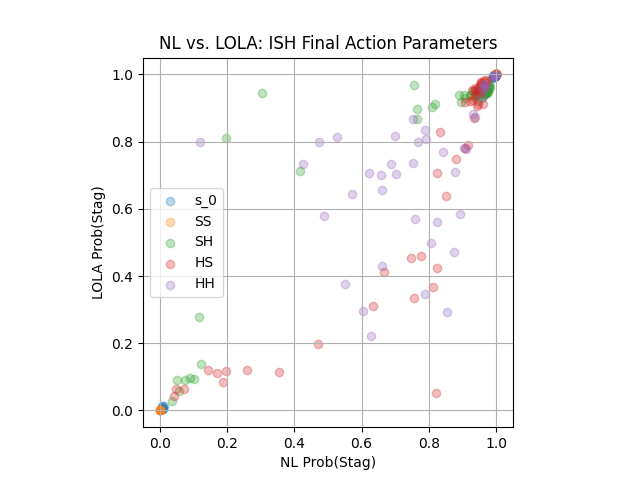 NL vs. LOLA: ISH Final Action Parameters
LOLA Prob(Stag)
1.0
0.8
0.6
0.4
0.2
0.0
s_0
SS
SH
HS
HH
0.0 0.2 0.4 0.6 0.8 1.0
NL Prob(Stag)